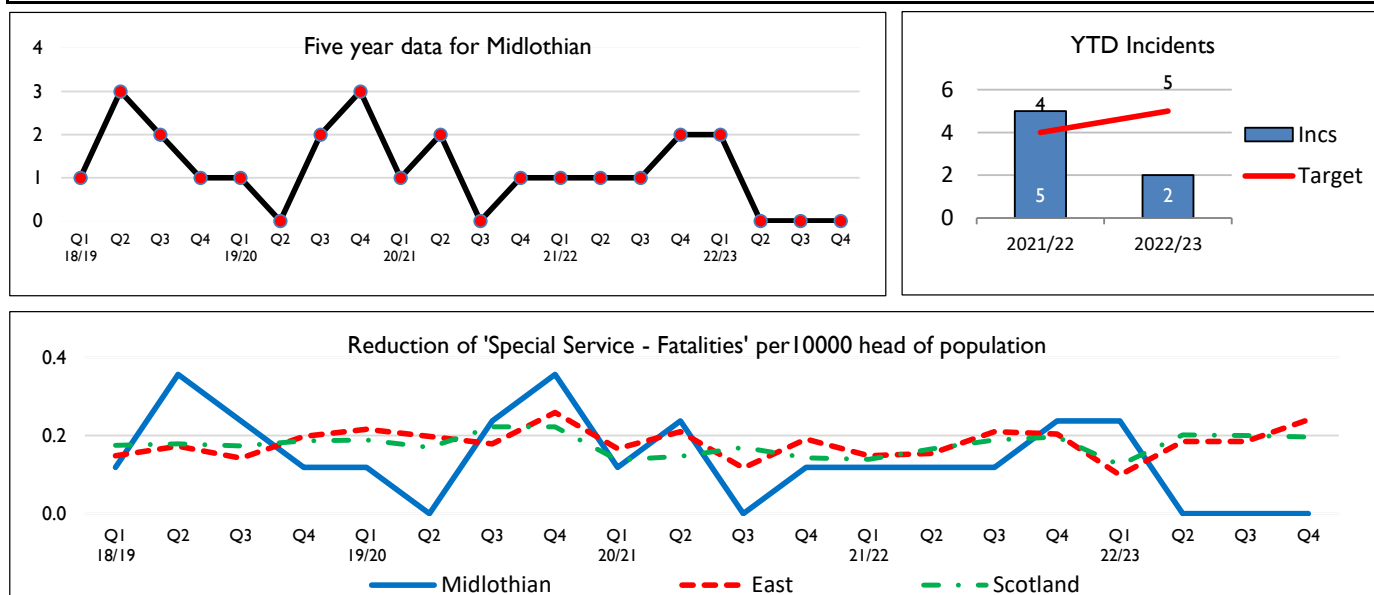 Five year data for Midlothian
4
3
2
1
0
Q1 Q2 Q3 Q4 Q1 Q2 Q3 Q4 Q1 Q2 Q3 Q4 Q1 Q2 Q3 Q4 Q1 Q2 Q3 Q4
18/19 19/20 20/21 21/22 22/23
YTD Incidents
6
4
2
0
4
5
5
2
2021/22 2022/23
Incs
Target
Reduction of 'Special Service - Fatalities' per10000 head of population
0.4
0.2
0.0
Q1 Q2 Q3 Q4 Q1 Q2 Q3 Q4 Q1 Q2 Q3 Q4 Q1 Q2 Q3 Q4 Q1 Q2 Q3 Q4
18/19 19/20 20/21 21/22 22/23
Midlothian East Scotland